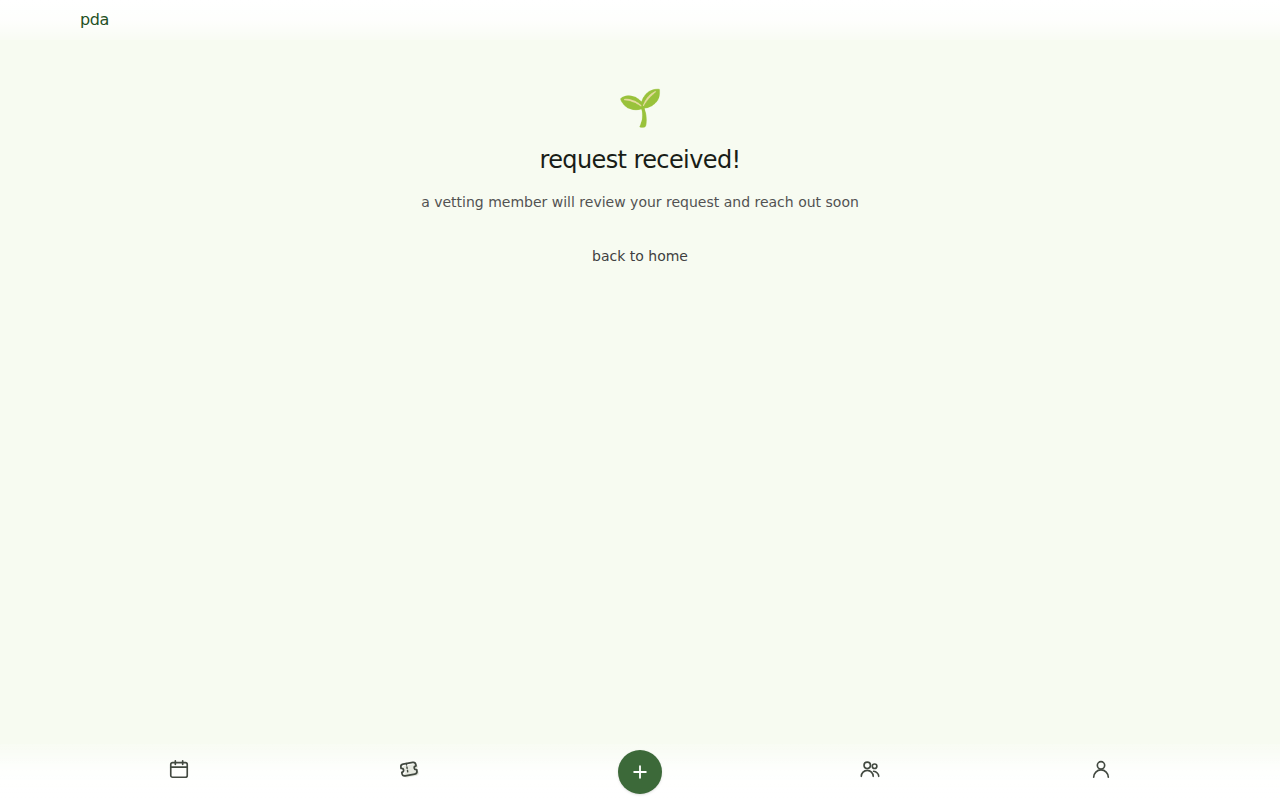 pda
request received!
a vetting member will review your request and reach out soon
back to home